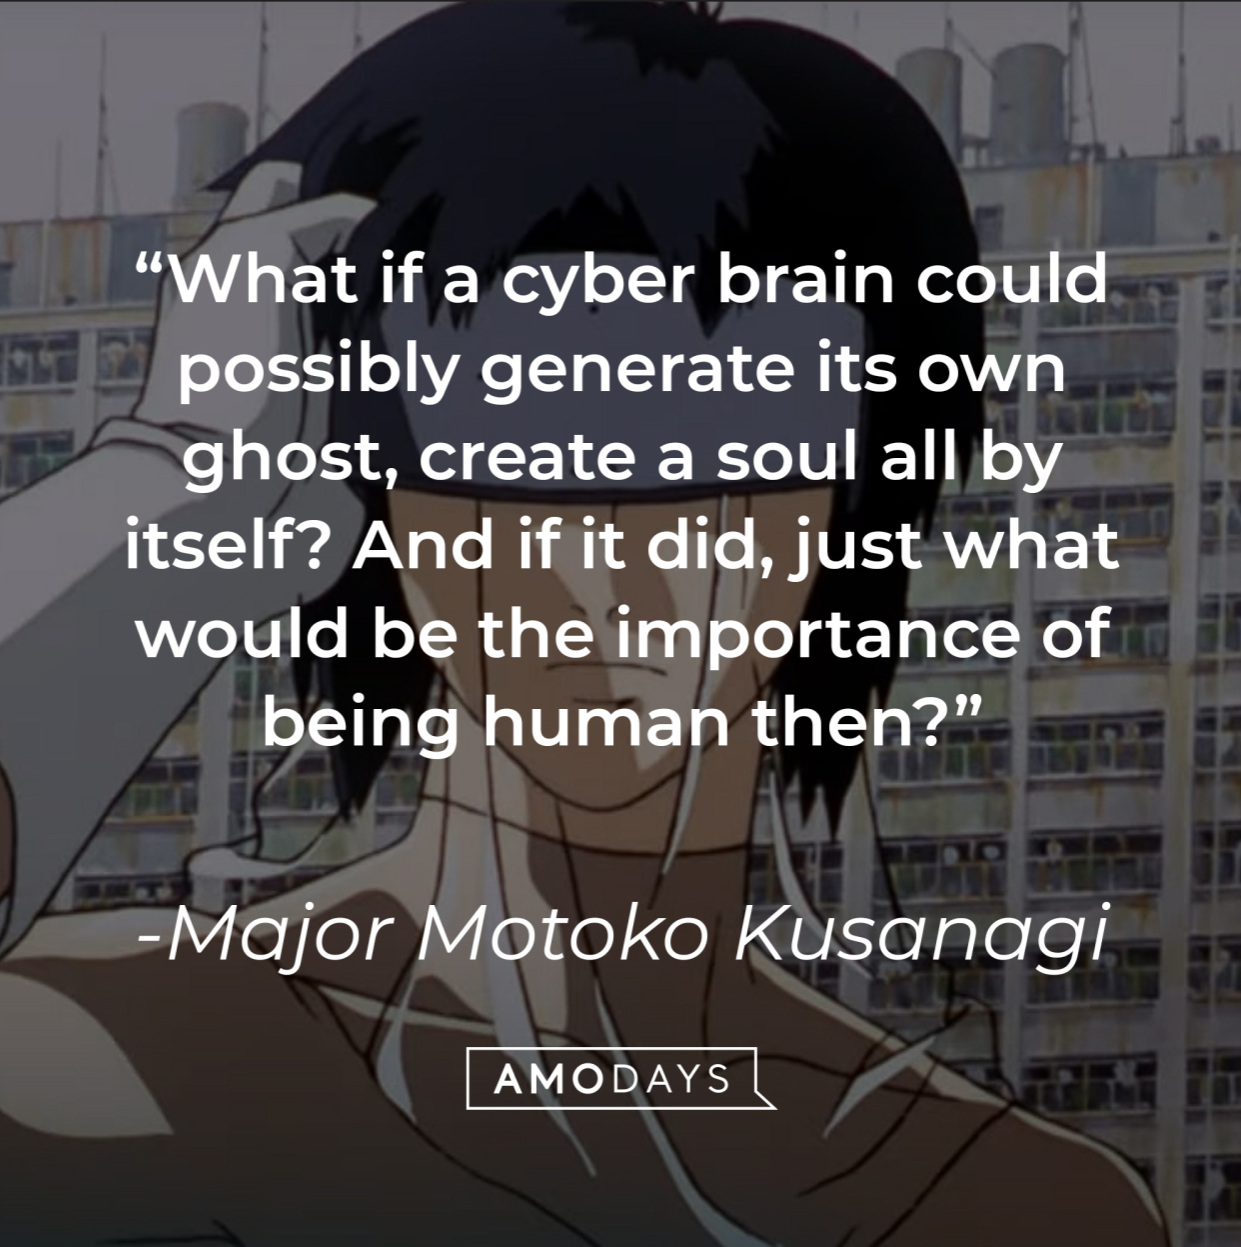 “What if a cyber brain could
possibly generate its own
ghost, create a soul all by
itself? And if it did, just what
would be the importance of
being human then?”
-Major Motoko Kusanagi
AMODAYS